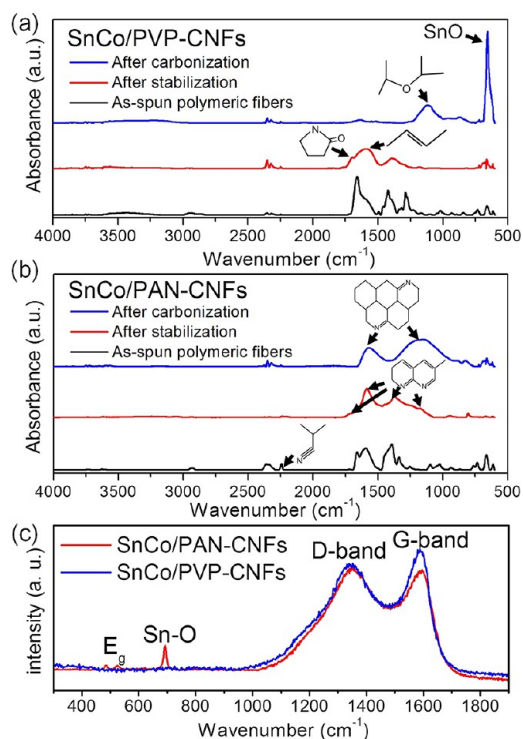 (a)
SnCo/PVP-CNFs
After carbonization
After stabilization
As-spun polymeric fibers
SnO
O
N
O
Absorbance (a.u.)
4000 3500 3000 2500 2000 1500 1000 500
Wavenumber (cm-1)
(b)
SnCo/PAN-CNFs
After carbonization
After stabilization
As-spun polymeric fibers
N
N
N
N
N
Absorbance (a.u.)
4000 3500 3000 2500 2000 1500 1000 500
Wavenumber (cm-1)
(c)
SnCo/PAN-CNFs
SnCo/PVP-CNFs
D-band
G-band
Eg
Sn-O
intensity (a. u.)
400 600 800 1000 1200 1400 1600 1800
Wavenumber (cm-1)